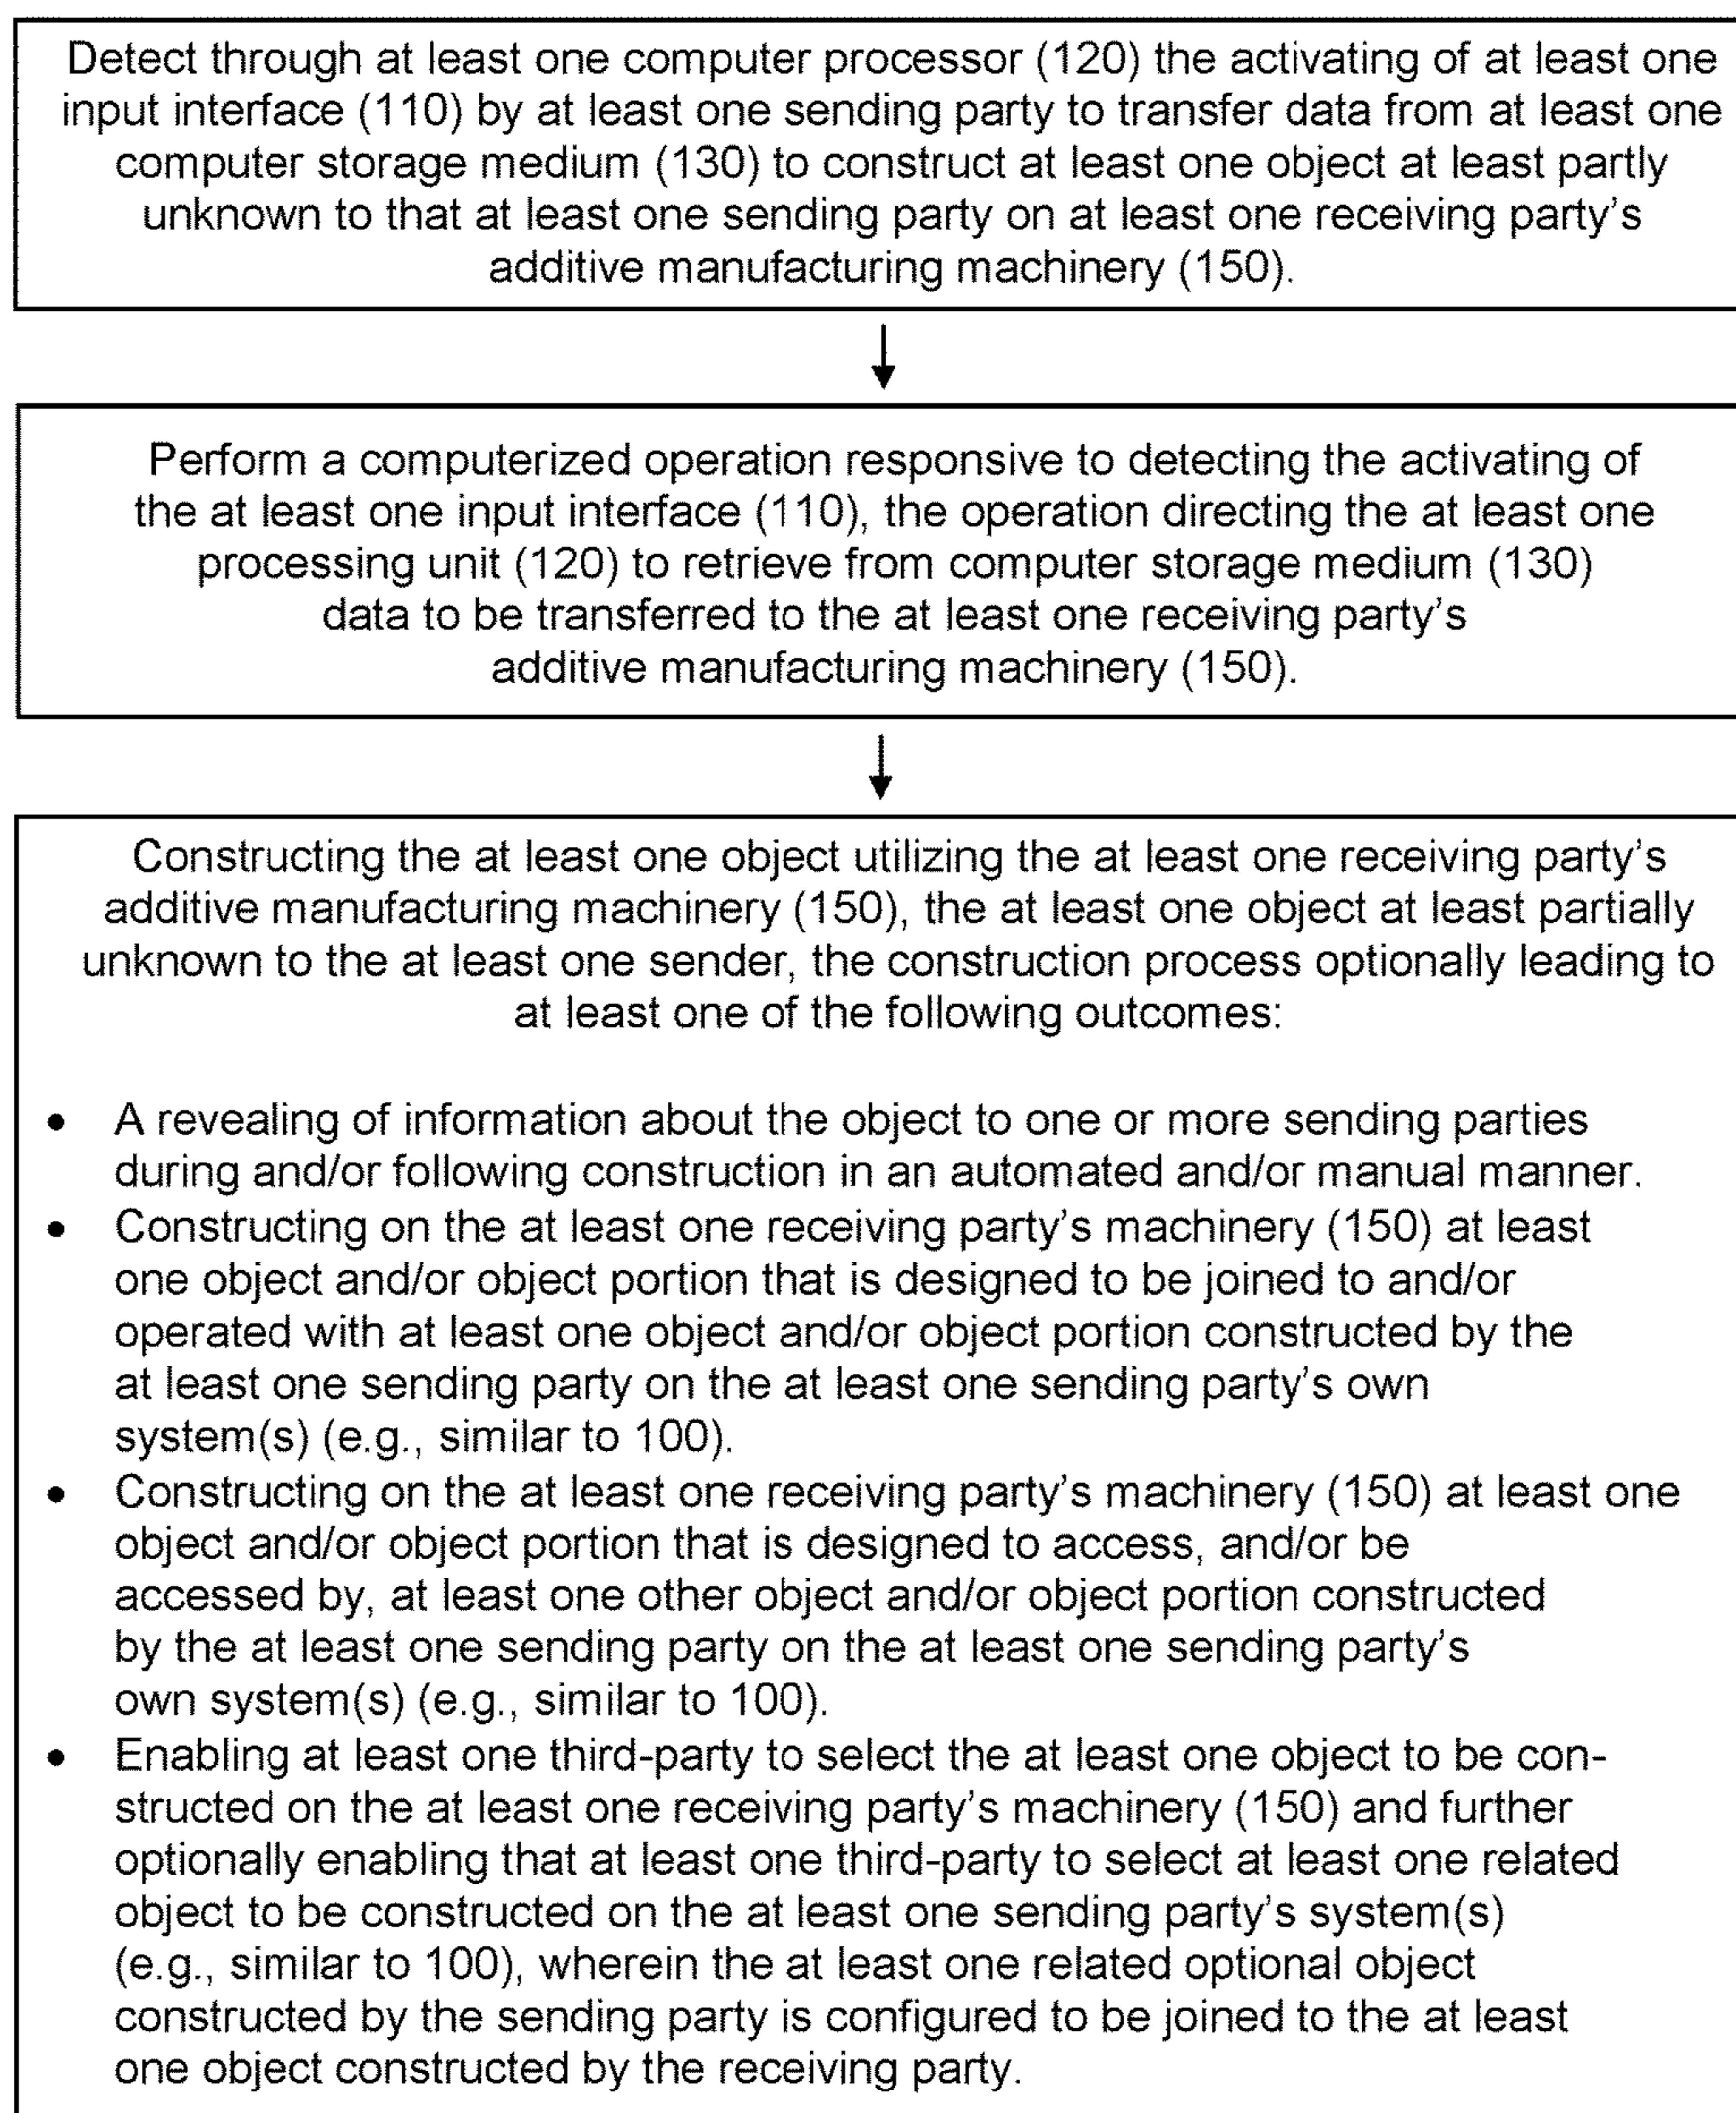 Detect through at least one computer processor (120) the activating of at least one
input interface (110) by at least one sending party to transfer data from at least one
computer storage medium (130) to construct at least one object at least partly
unknown to that at least one sending party on at least one receiving party's
additive manufacturing machinery (150).
Perform a computerized operation responsive to detecting the activating of
the at least one input interface (110), the operation directing the at least one
processing unit (120) to retrieve from computer storage medium (130)
data to be transferred to the at least one receiving party's
additive manufacturing machinery (150).
Constructing the at least one object utilizing the at least one receiving party's
additive manufacturing machinery (150), the at least one object at least partially
unknown to the at least one sender, the construction process optionally leading to
at least one of the following outcomes:
• A revealing of information about the object to one or more sending parties
during and/or following construction in an automated and/or manual manner.
• Constructing on the at least one receiving party's machinery (150) at least
one object and/or object portion that is designed to be joined to and/or
operated with at least one object and/or object portion constructed by the
at least one sending party on the at least one sending party's own
system(s) (e.g., similar to 100).
• Constructing on the at least one receiving party's machinery (150) at least one
object and/or object portion that is designed to access, and/or be
accessed by, at least one other object and/or object portion constructed
by the at least one sending party on the at least one sending party's
own system(s) (e.g., similar to 100).
• Enabling at least one third-party to select the at least one object to be con-
structed on the at least one receiving party's machinery (150) and further
optionally enabling that at least one third-party to select at least one related
object to be constructed on the at least one sending party's system(s)
(e.g., similar to 100), wherein the at least one related optional object
constructed by the sending party is configured to be joined to the at least
one object constructed by the receiving party.